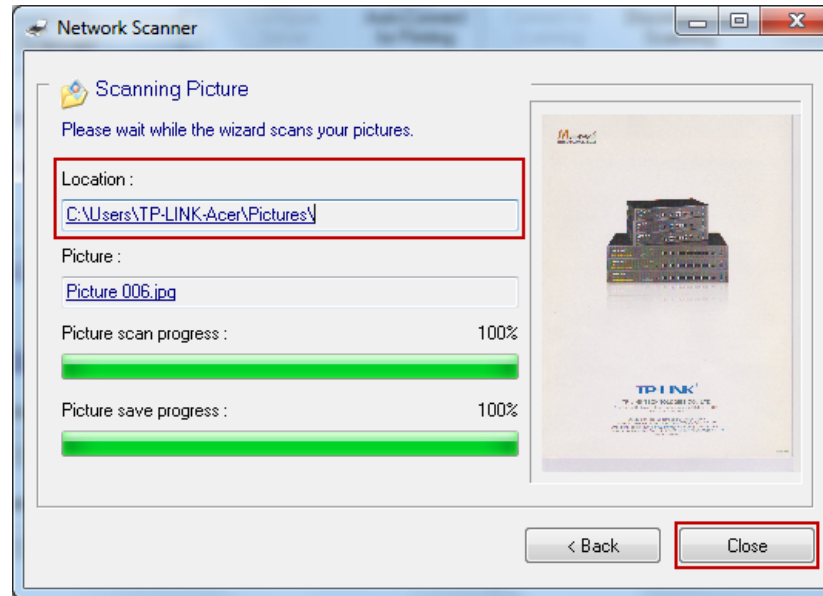 Network Scanner
Scanning Picture
Please wait while the wizard scans your pictures.
Location :
C:\Users\TP-LINK-Acer\Pictures\
Picture :
Picture 006.jpg
Picture scan progress : 100%
Picture save progress : 100%
TP-LINK
< Back
Close